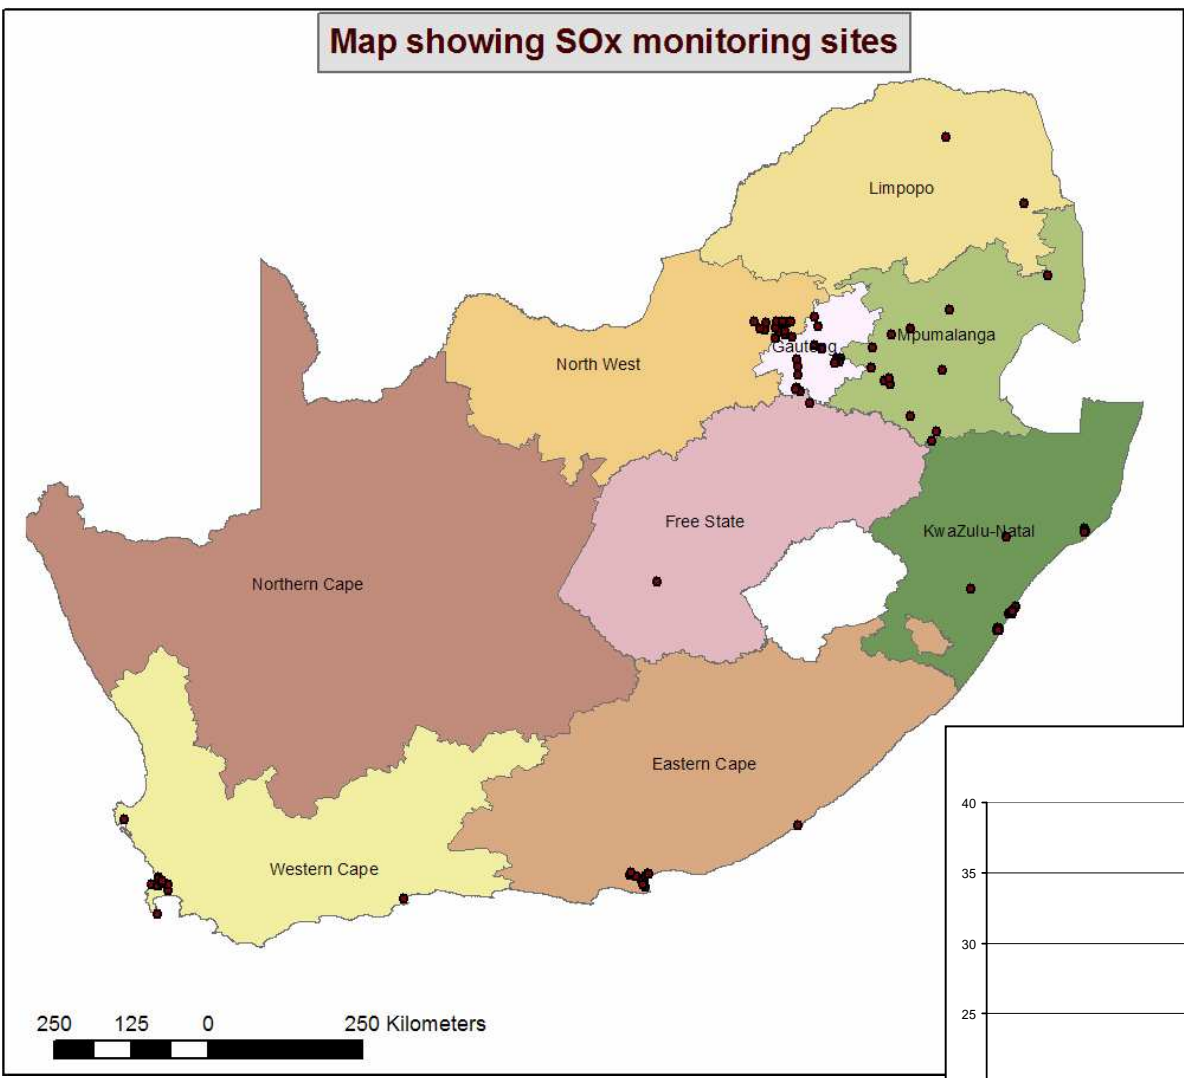 Map showing SOx monitoring sites
Limpopo
Mpumalanga
Gauteng
North West
Free State
KwaZulu-Natal
Northern Cape
Eastern Cape
Western Cape
40
35
30
25
250 125 0 250 Kilometers